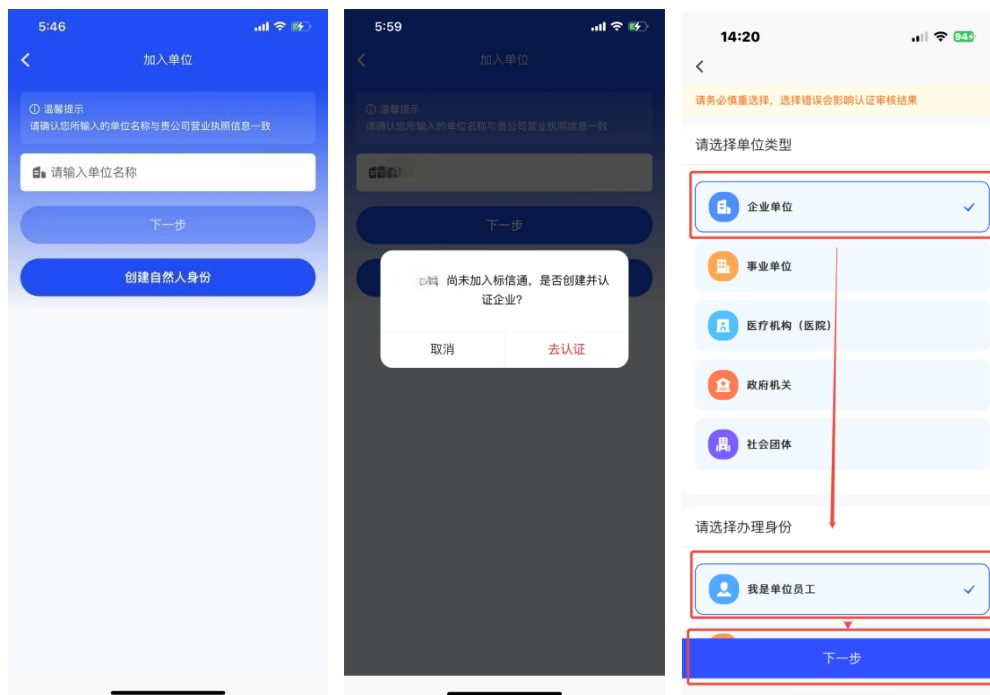 5:46
加入单位
温馨提示
请确认您所输入的单位名称与贵公司营业执照信息一致
请输入单位名称
下一步
创建自然人身份
5:59
加入单位
温馨提示
请确认您所输入的单位名称与贵公司营业执照信息一致
下一步
尚未加入标信通，是否创建并认
证企业？
取消
去认证
14:20
94
请务必慎重选择，选择错误会影响认证审核结果
请选择单位类型
企业单位
事业单位
医疗机构（医院）
政府机关
社会团体
请选择办理身份
我是单位员工
下一步